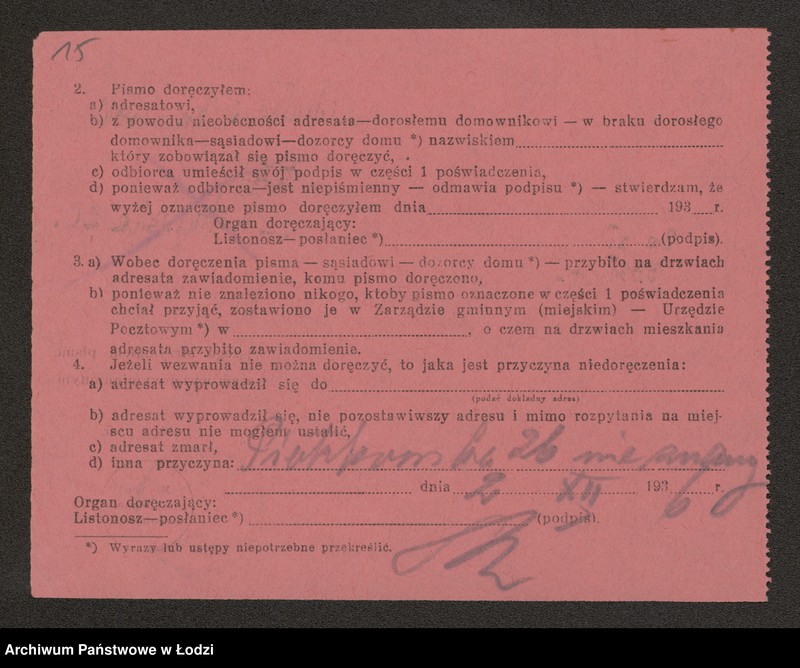 15
2. Pismo doręczyłem:
a) adresatowi,
b) z powodu nieobecności adresata—dorosłemu domownikowi — w braku dorosłego
domownika—sąsiadowi—dozorcy domu *) nazwiskiem
który zobowiązał się pismo doręczyć, .
c) odbiorca umieścił swój podpis w części 1 poświadczenia,
d) ponieważ odbiorca—jest niepiśmienny — odmawia podpisu *) — stwierdzam, że
wyżej oznaczone pismo doręczyłem dnia 193 r.
Organ doręczający:
Listonosz—posłaniec *) (podpis).
3. a) Wobec doręczenia pisma — sąsiadowi — dozorcy domu *) — przybito na drzwiach
adresata zawiadomienie, komu pismo doręczono,
b) ponieważ nie znaleziono nikogo, ktoby pismo oznaczone w części 1 poświadczenia
chciał przyjąć, zostawiono je w Zarządzie gminnym (miejskim) — Urzędzie
Pocztowym *) w , o czem na drzwiach mieszkania
adresata przybito zawiadomienie.
4. Jeżeli wezwania nie można doręczyć, to jaka jest przyczyna niedoręczenia:
a) adresat wyprowadził się do
(podać dokładny adres)
b) adresat wyprowadził się, nie pozostawiwszy adresu i mimo rozpytania na miej-
scu adresu nie mogłem ustalić,
c) adresat zmarł,
d) inna przyczyna: Piotrkowska 26 nie znany
dnia 2 XII 1936 r.
Organ doręczający:
Listonosz—posłaniec *) (podpis).
*) Wyrazy lub ustępy niepotrzebne przekreślić.
Archiwum Państwowe w Łodzi